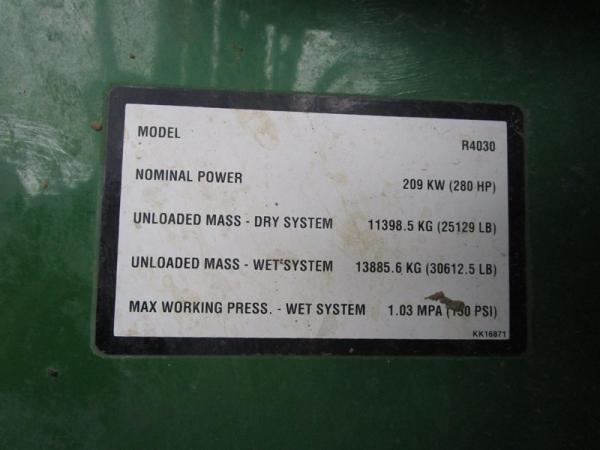 MODEL R4030
NOMINAL POWER 209 KW (280 HP)
UNLOADED MASS - DRY SYSTEM 11398.5 KG (25129 LB)
UNLOADED MASS - WET SYSTEM 13885.6 KG (30612.5 LB)
MAX WORKING PRESS. - WET SYSTEM 1.03 MPA (150 PSI)
KK16871